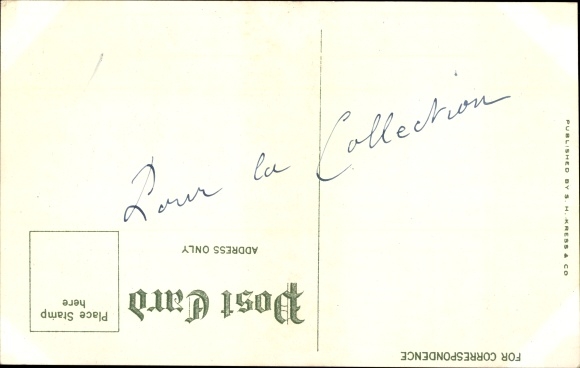 Pour la Collection
PUBLISHED BY S. H. KRESS & CO
ADDRESS ONLY
Post Card
Place Stamp
here
FOR CORRESPONDENCE